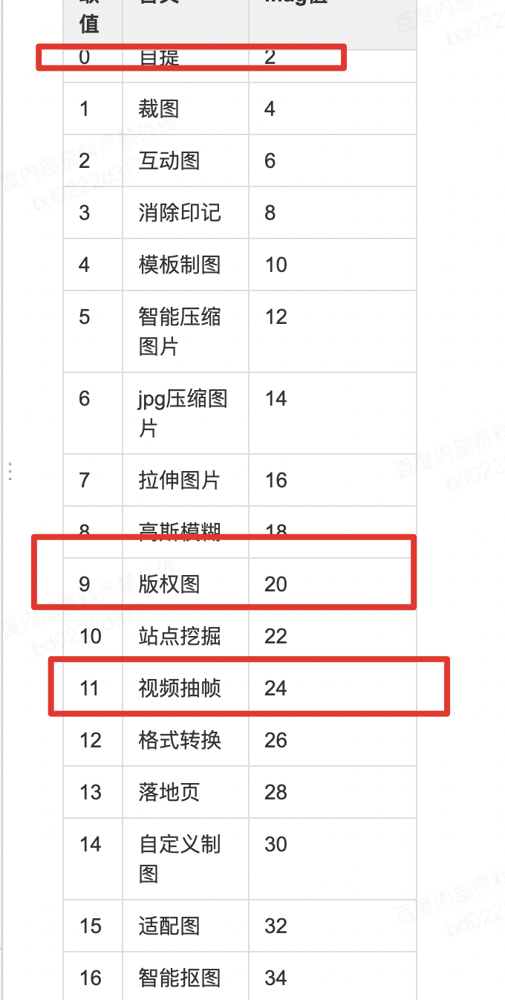 值
0 自提 2
1 裁图 4
2 互动图 6
3 消除印记 8
4 模板制图 10
5 智能压缩 12
图片
6 jpg压缩图 14
片
7 拉伸图片 16
8 高斯模糊 18
9 版权图 20
10 站点挖掘 22
11 视频抽帧 24
12 格式转换 26
13 落地页 28
14 自定义制 30
图
15 适配图 32
16 智能抠图 34